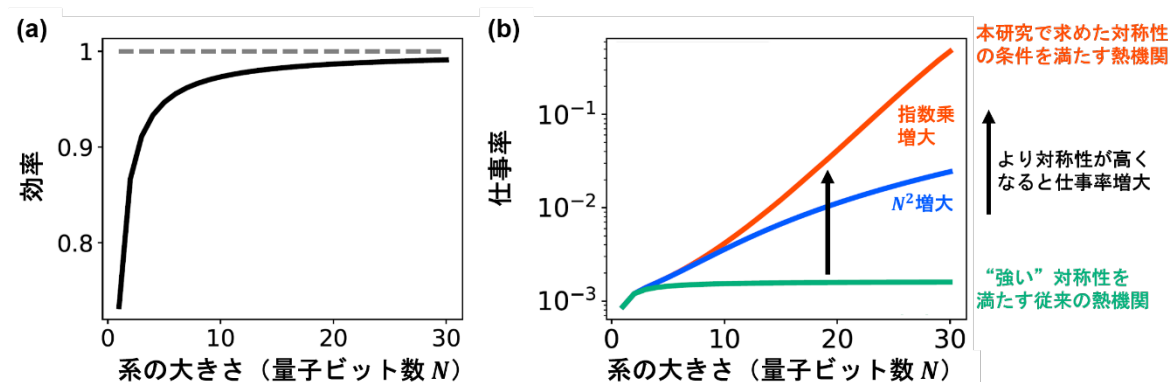 (a)
1
0.9
0.8
効率
0
10
20
30
系の大きさ（量子ビット数 N）
(b)
10⁻¹
10⁻²
10⁻³
仕事率
指数乗
増大
N²増大
0
10
20
30
系の大きさ（量子ビット数 N）
本研究で求めた対称性
の条件を満たす熱機関
より対称性が高く
なると仕事率増大
“強い”対称性を
満たす従来の熱機関